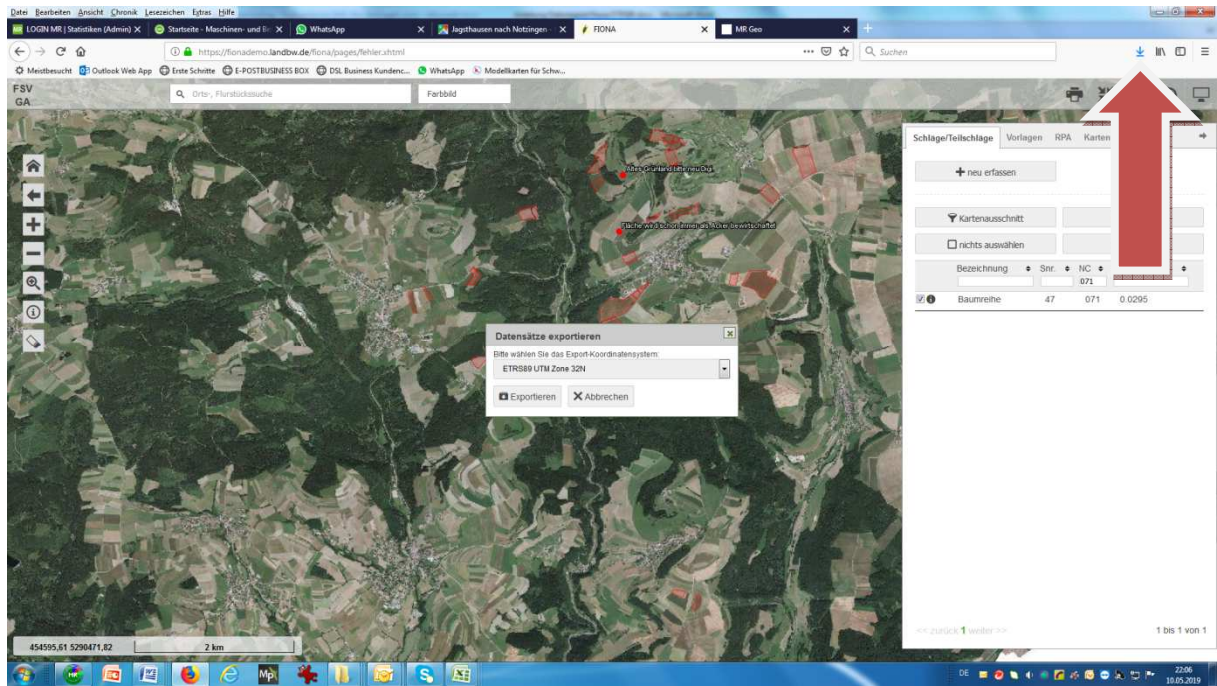 Datei Bearbeiten Ansicht Chronik Lesezeichen Extras Hilfe
LOGIN MR | Statistiken (Admin) X Startseite - Maschinen- und Be X WhatsApp X Jagsthausen nach Notzingen - X FIONA X MR Geo X +
https://fionademo.landbw.de/fiona/pages/fehler.xhtml Suchen
Meistbesucht Outlook Web App Erste Schritte E-POSTBUSINESS BOX DSL Business Kundenc... WhatsApp Modellkarten für Schw...
FSV
GA
Orts-, Flurstückssuche Farbbild
Schläge/Teilschläge Vorlagen RPA Karten
+ neu erfassen
Altes Grünland bitte neu Digi
Kartenausschnitt
Fläche wird schon immer als Acker bewirtschaftet
nichts auswählen
Bezeichnung Snr. NC
071
Baumreihe 47 071 0.0295
Datensätze exportieren x
Bitte wählen Sie das Export-Koordinatensystem:
ETRS89 UTM Zone 32N
Exportieren X Abbrechen
<< zurück 1 weiter >> 1 bis 1 von 1
454595,61 5290471,82 2 km
DE 22:06
10.05.2019